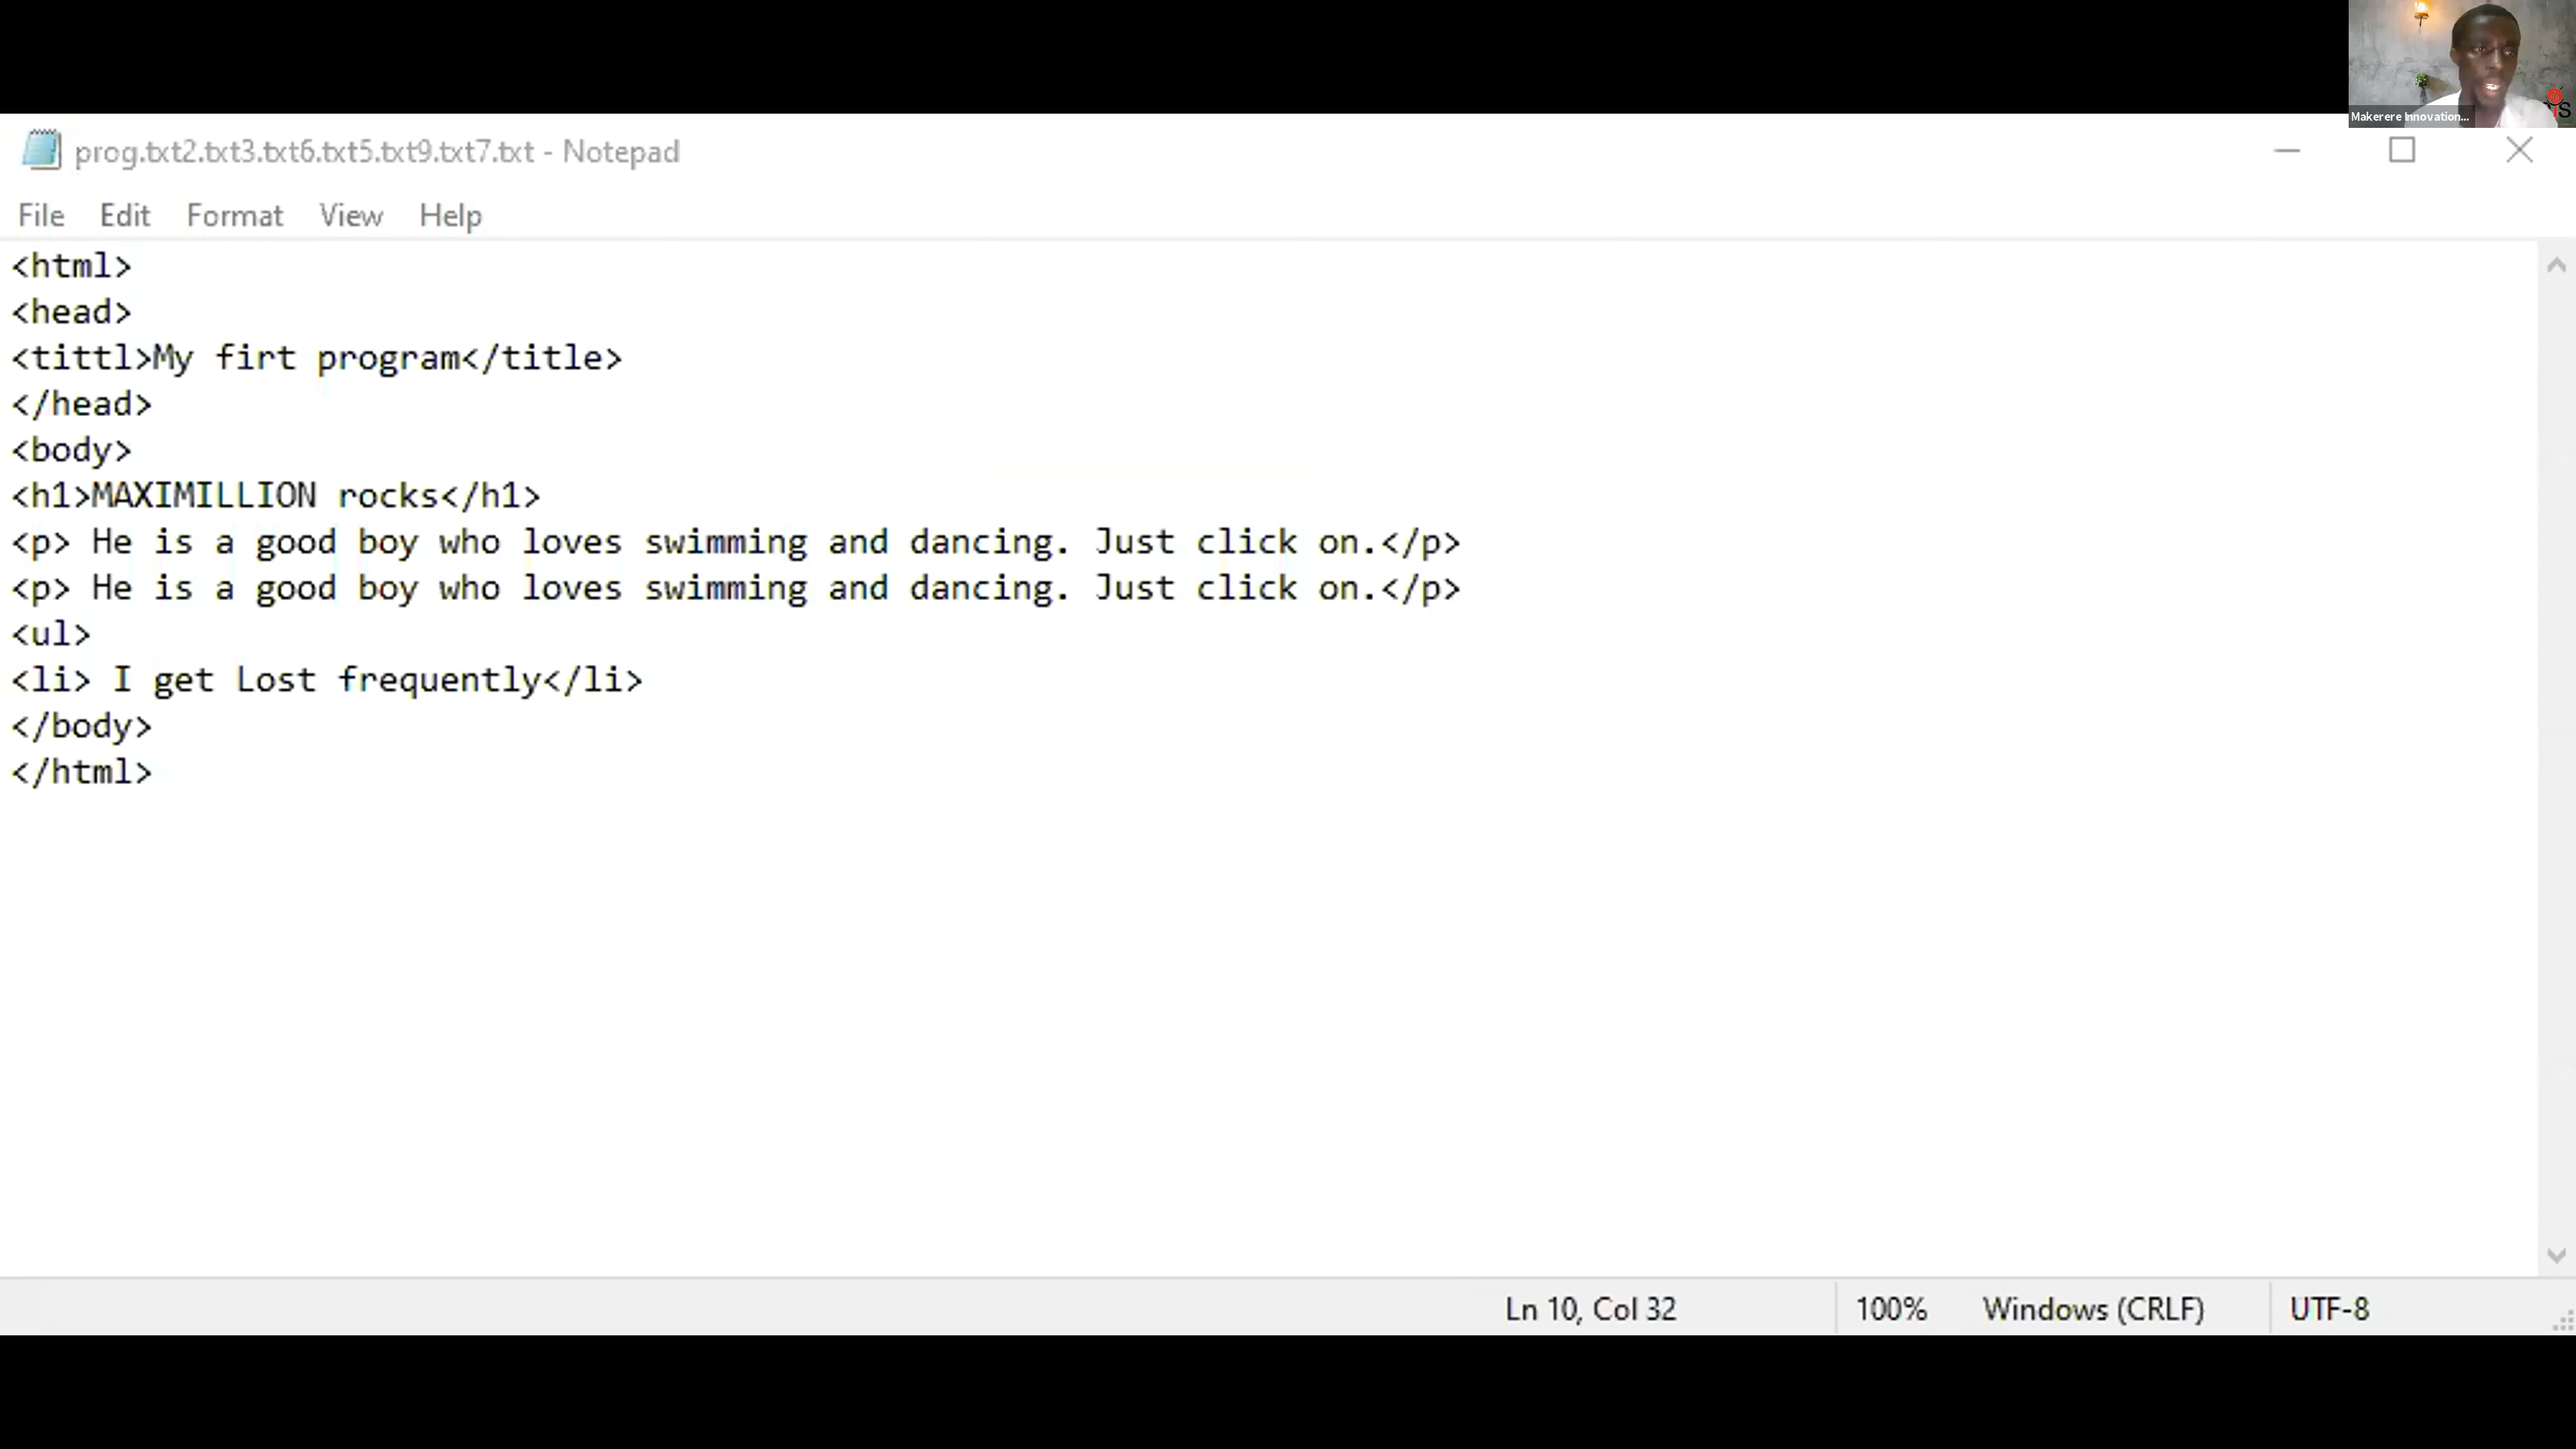 Makerere Innovation...
prog.txt2.txt3.txt6.txt5.txt9.txt7.txt - Notepad
File Edit Format View Help
<html>
<head>
<tittl>My firt program</title>
</head>
<body>
<h1>MAXIMILLION rocks</h1>
<p> He is a good boy who loves swimming and dancing. Just click on.</p>
<p> He is a good boy who loves swimming and dancing. Just click on.</p>
<ul>
<li> I get Lost frequently</li>
</body>
</html>
Ln 10, Col 32 100% Windows (CRLF) UTF-8